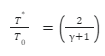 T* / T₀ = (2 / γ+1)